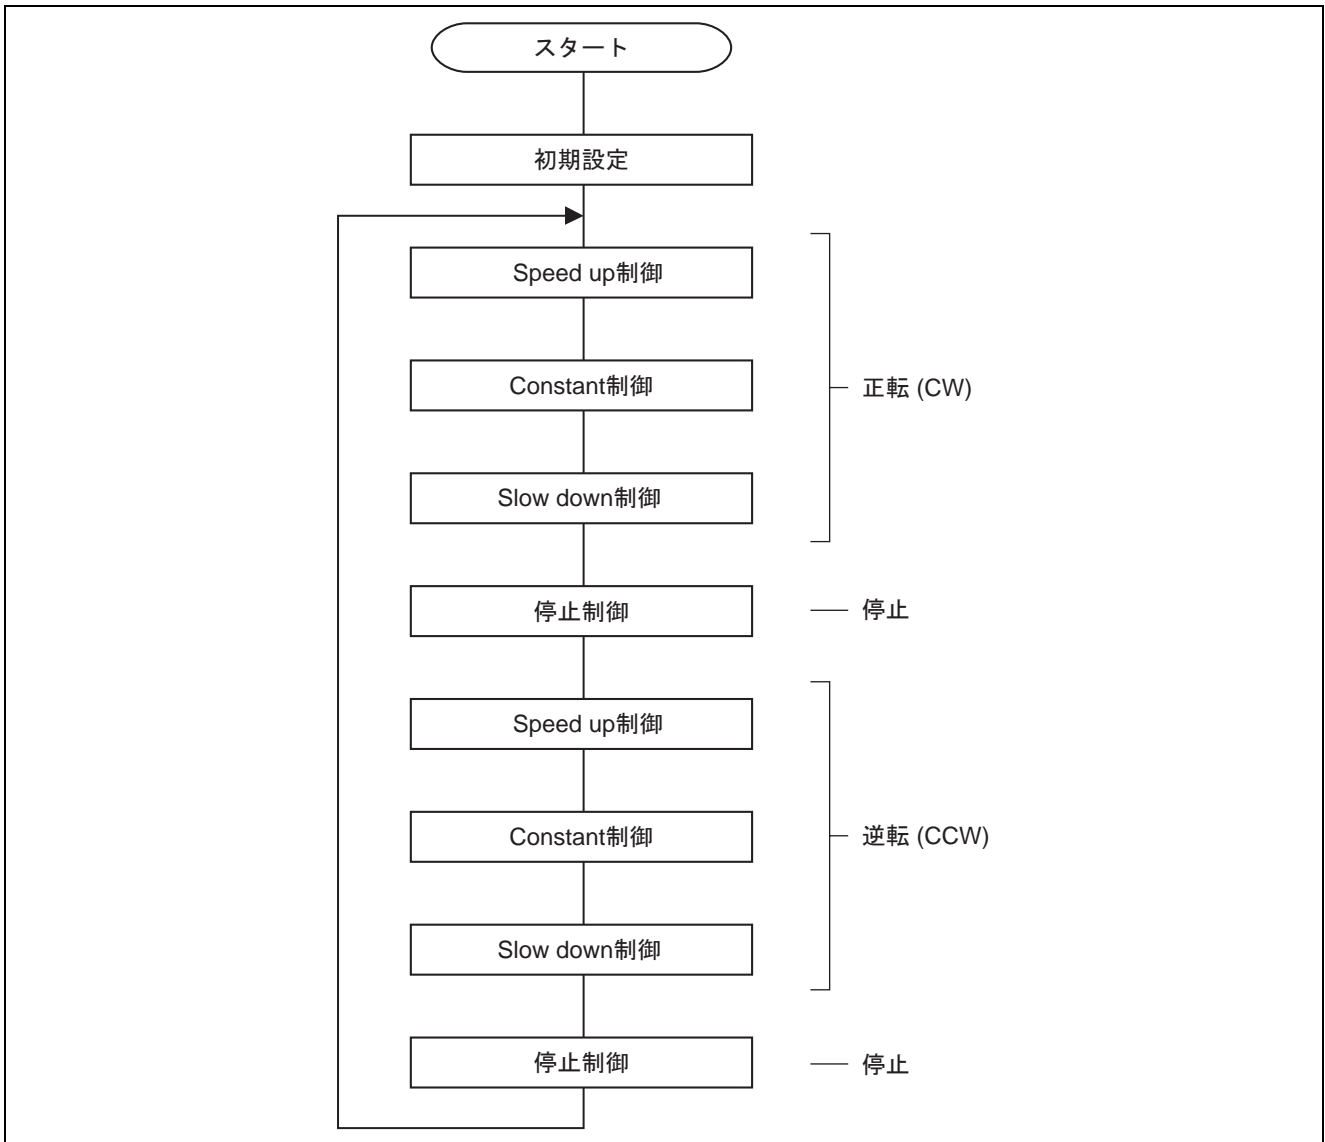 スタート
初期設定
Speed up制御
Constant制御
正転 (CW)
Slow down制御
停止制御
停止
Speed up制御
Constant制御
逆転 (CCW)
Slow down制御
停止制御
停止